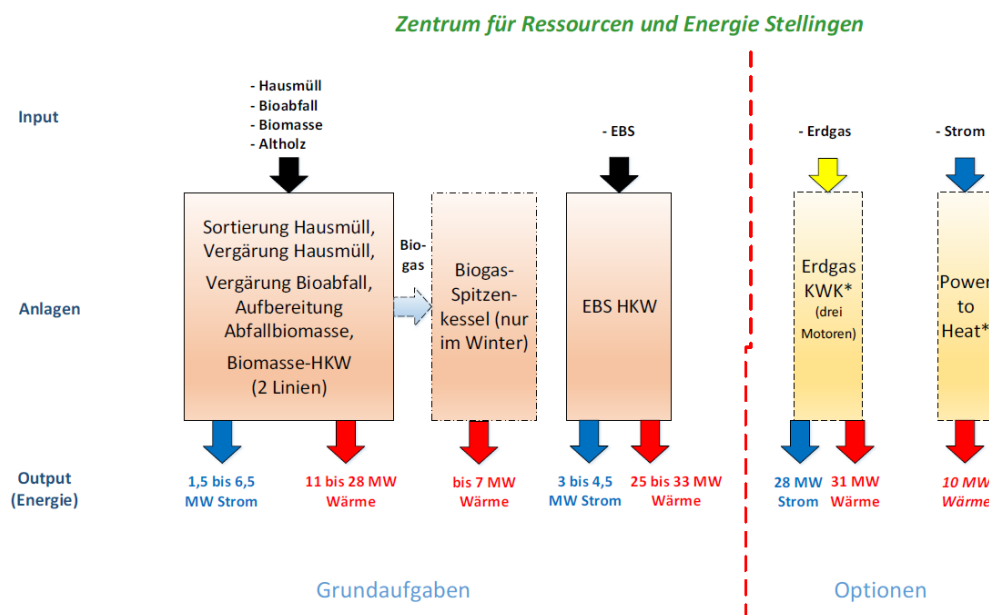 Zentrum für Ressourcen und Energie Stellingen
Input
- Hausmüll
- Bioabfall
- Biomasse
- Altholz
- EBS
- Erdgas
- Strom
Anlagen
Sortierung Hausmüll,
Vergärung Hausmüll,
Vergärung Bioabfall,
Aufbereitung
Abfallbiomasse,
Biomasse-HKW
(2 Linien)
Bio-
gas
Biogas-
Spitzen-
kessel (nur
im Winter)
EBS HKW
Erdgas
KWK*
(drei
Motoren)
Power
to
Heat*
Output
(Energie)
1,5 bis 6,5
MW Strom
11 bis 28 MW
Wärme
bis 7 MW
Wärme
3 bis 4,5
MW Strom
25 bis 33 MW
Wärme
28 MW
Strom
31 MW
Wärme
10 MW
Wärme
Grundaufgaben
Optionen